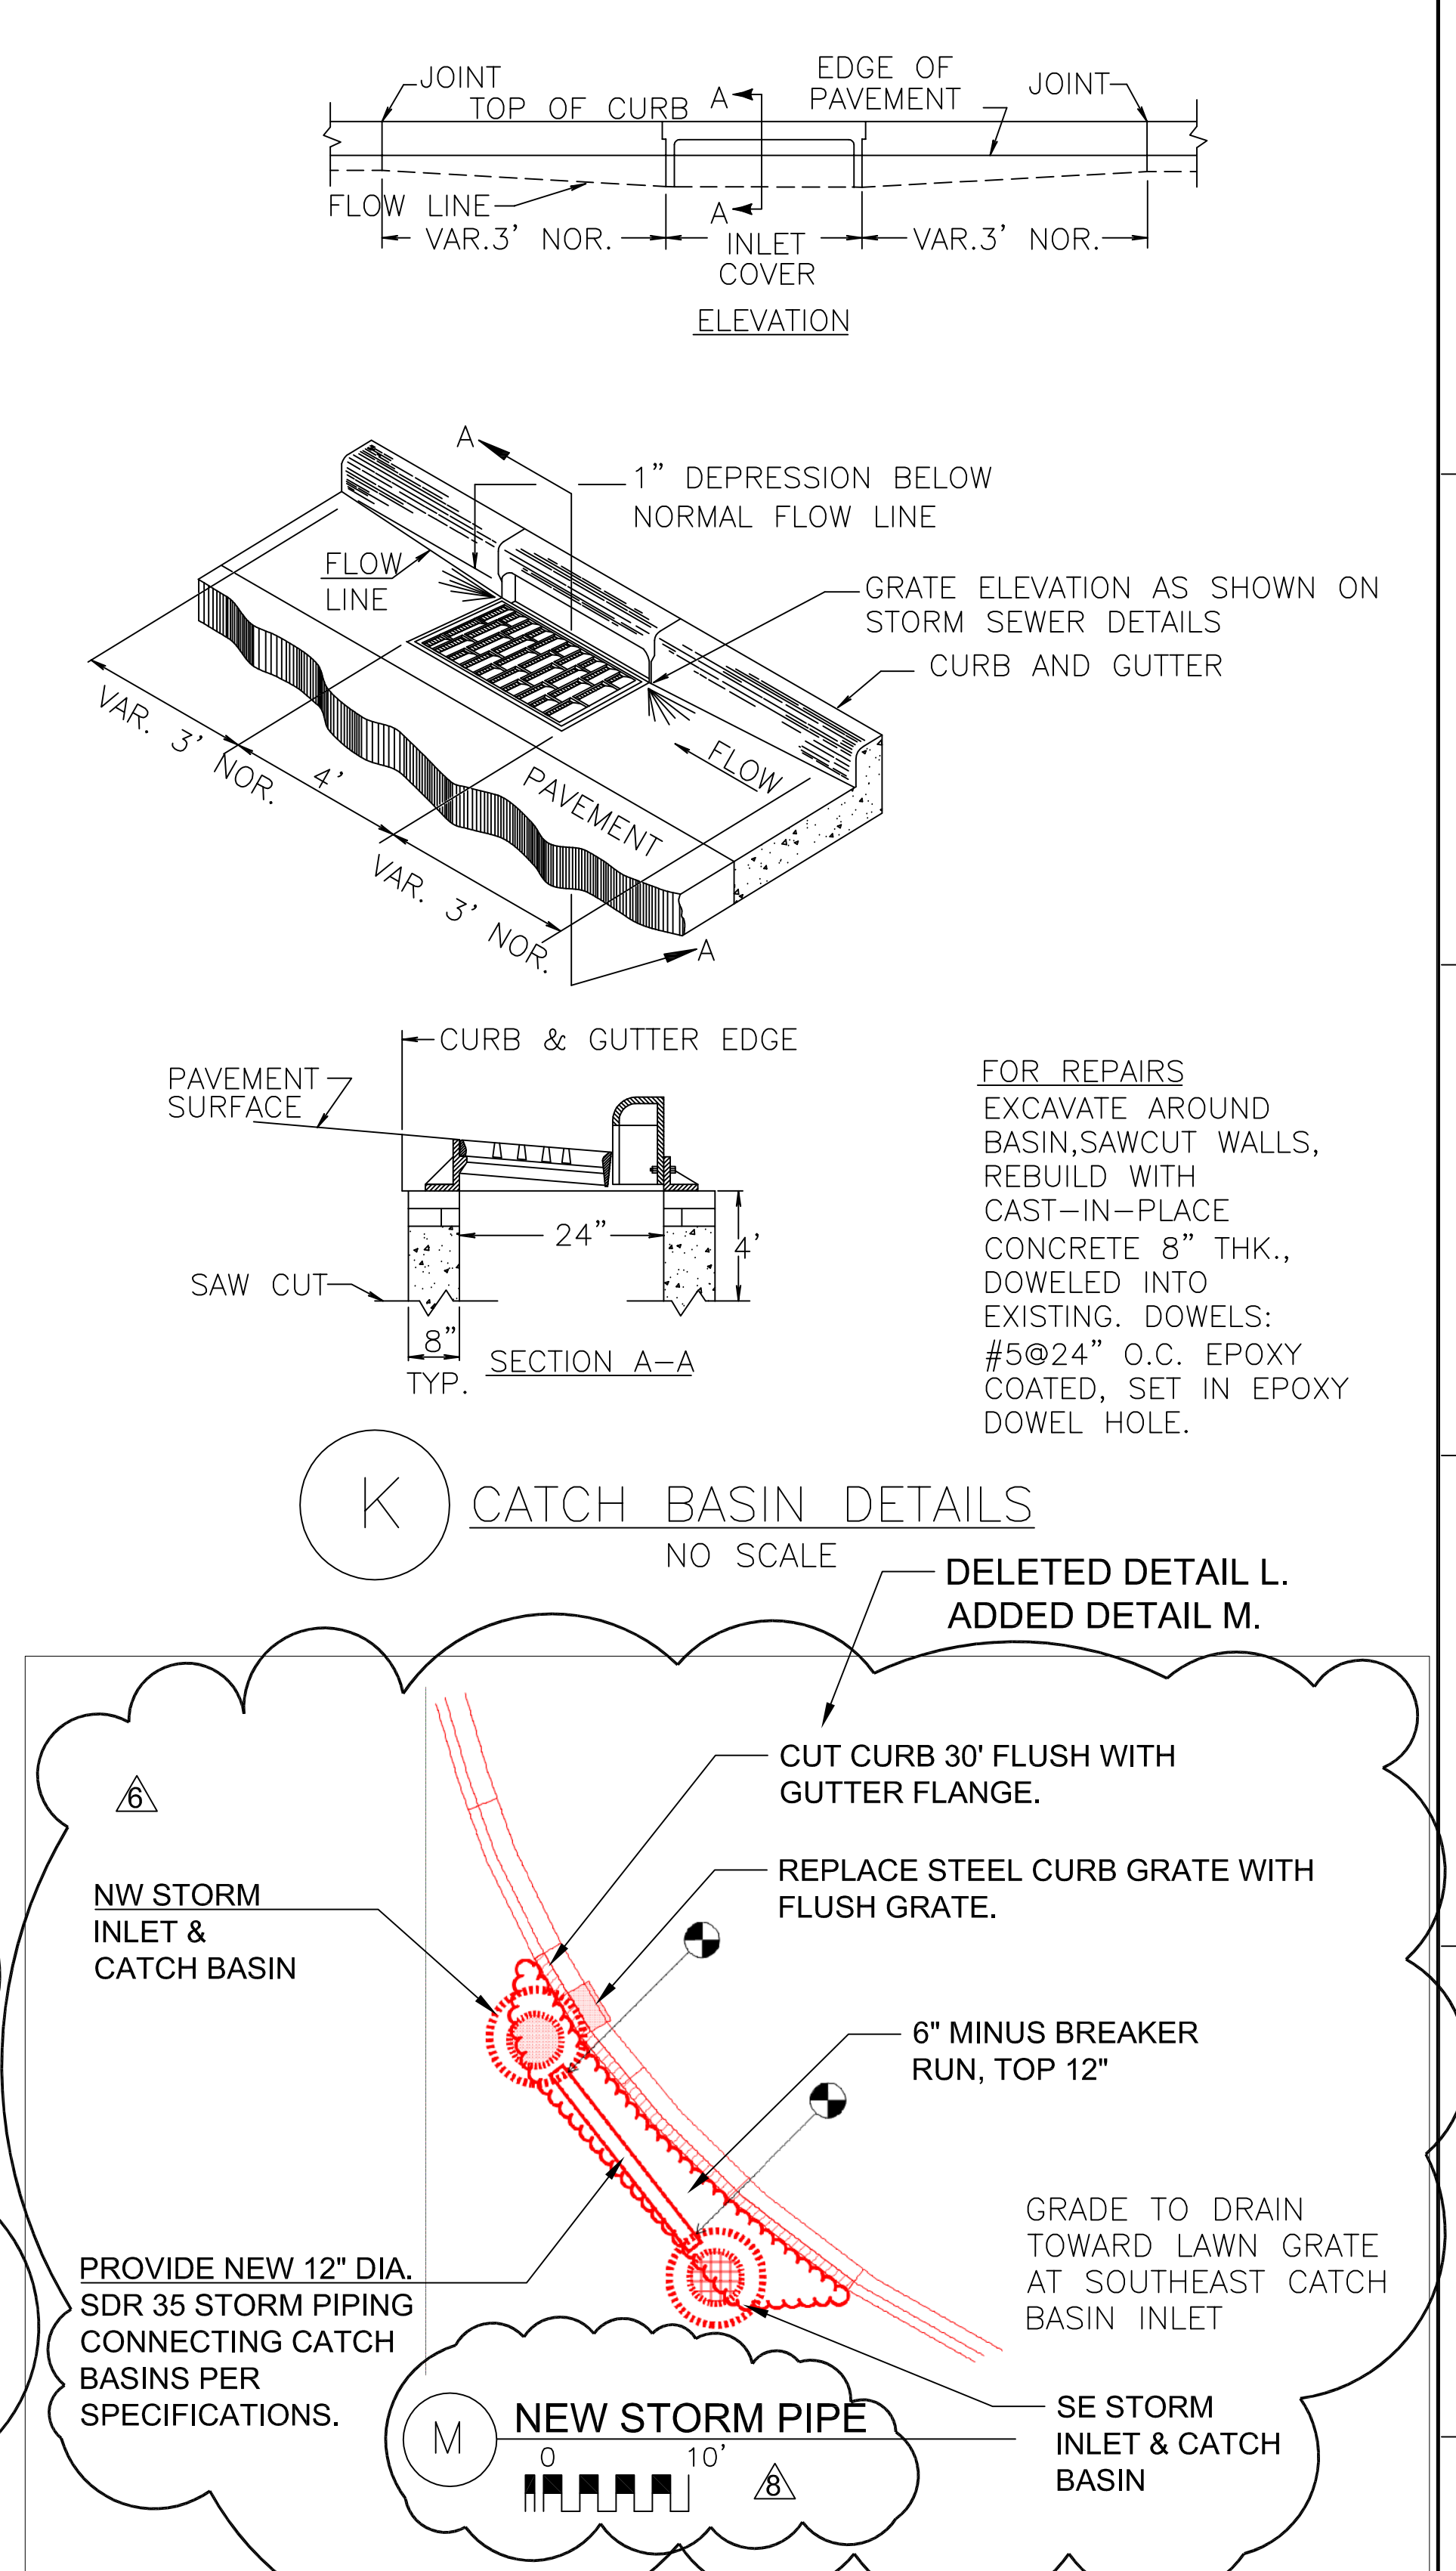 JOINT
TOP OF CURB
A
EDGE OF
PAVEMENT
JOINT
FLOW LINE
A
VAR.3' NOR.
INLET
COVER
VAR.3' NOR.
ELEVATION
A
1" DEPRESSION BELOW
NORMAL FLOW LINE
FLOW
LINE
GRATE ELEVATION AS SHOWN ON
STORM SEWER DETAILS
CURB AND GUTTER
VAR. 3' NOR.
4'
VAR. 3' NOR.
PAVEMENT
FLOW
A
CURB & GUTTER EDGE
PAVEMENT
SURFACE
24"
4'
SAW CUT
8"
TYP.
SECTION A-A
FOR REPAIRS
EXCAVATE AROUND
BASIN,SAWCUT WALLS,
REBUILD WITH
CAST-IN-PLACE
CONCRETE 8" THK.,
DOWELED INTO
EXISTING. DOWELS:
#5@24" O.C. EPOXY
COATED, SET IN EPOXY
DOWEL HOLE.
K
CATCH BASIN DETAILS
NO SCALE
DELETED DETAIL L.
ADDED DETAIL M.
6
CUT CURB 30' FLUSH WITH
GUTTER FLANGE.
REPLACE STEEL CURB GRATE WITH
FLUSH GRATE.
NW STORM
INLET &
CATCH BASIN
6" MINUS BREAKER
RUN, TOP 12"
GRADE TO DRAIN
TOWARD LAWN GRATE
AT SOUTHEAST CATCH
BASIN INLET
PROVIDE NEW 12" DIA.
SDR 35 STORM PIPING
CONNECTING CATCH
BASINS PER
SPECIFICATIONS.
SE STORM
INLET & CATCH
BASIN
M
NEW STORM PIPE
0 10'
8